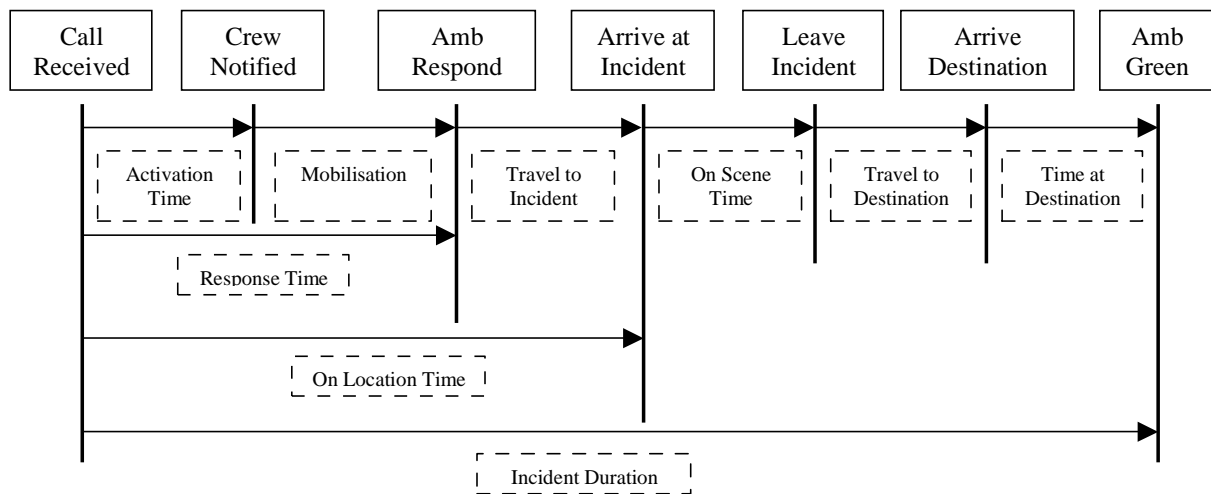 Call
Received
Crew
Notified
Amb
Respond
Arrive at
Incident
Leave
Incident
Arrive
Destination
Amb
Green
Activation
Time
Mobilisation
Travel to
Incident
On Scene
Time
Travel to
Destination
Time at
Destination
Response Time
On Location Time
Incident Duration